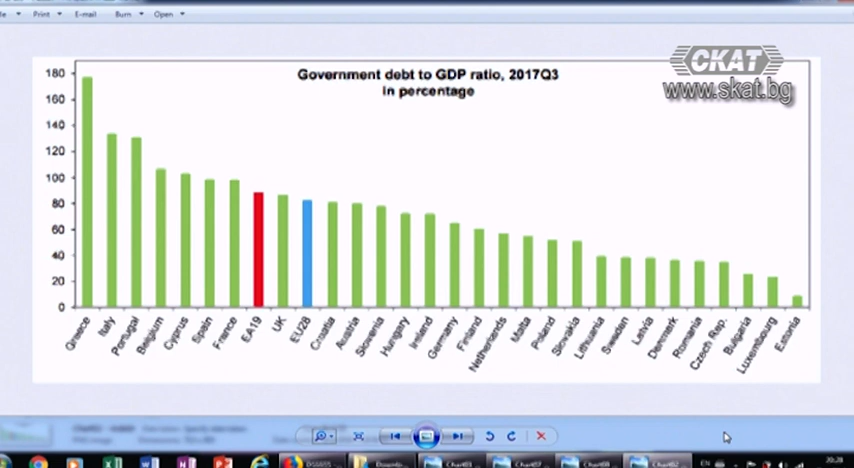 Print
E-mail
Burn
Open
СКАТ
www.skat.bg
Government debt to GDP ratio, 2017Q3
in percentage
180
160
140
120
100
80
60
40
20
0
Greece
Italy
Portugal
Belgium
Cyprus
Spain
France
EA19
UK
EU28
Croatia
Austria
Slovenia
Hungary
Ireland
Germany
Finland
Netherlands
Malta
Poland
Slovakia
Lithuania
Sweden
Latvia
Denmark
Romania
Czech Rep.
Bulgaria
Luxembourg
Estonia
EN
20:28